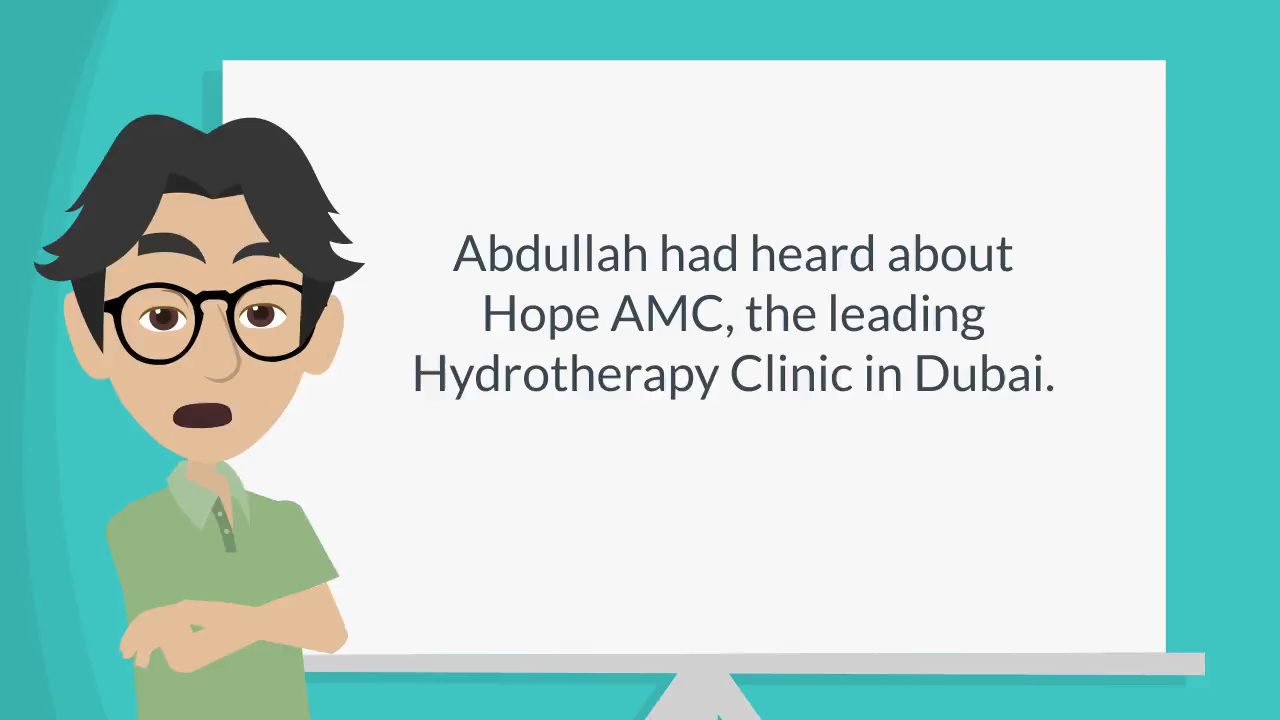 Abdullah had heard about
Hope AMC, the leading
Hydrotherapy Clinic in Dubai.